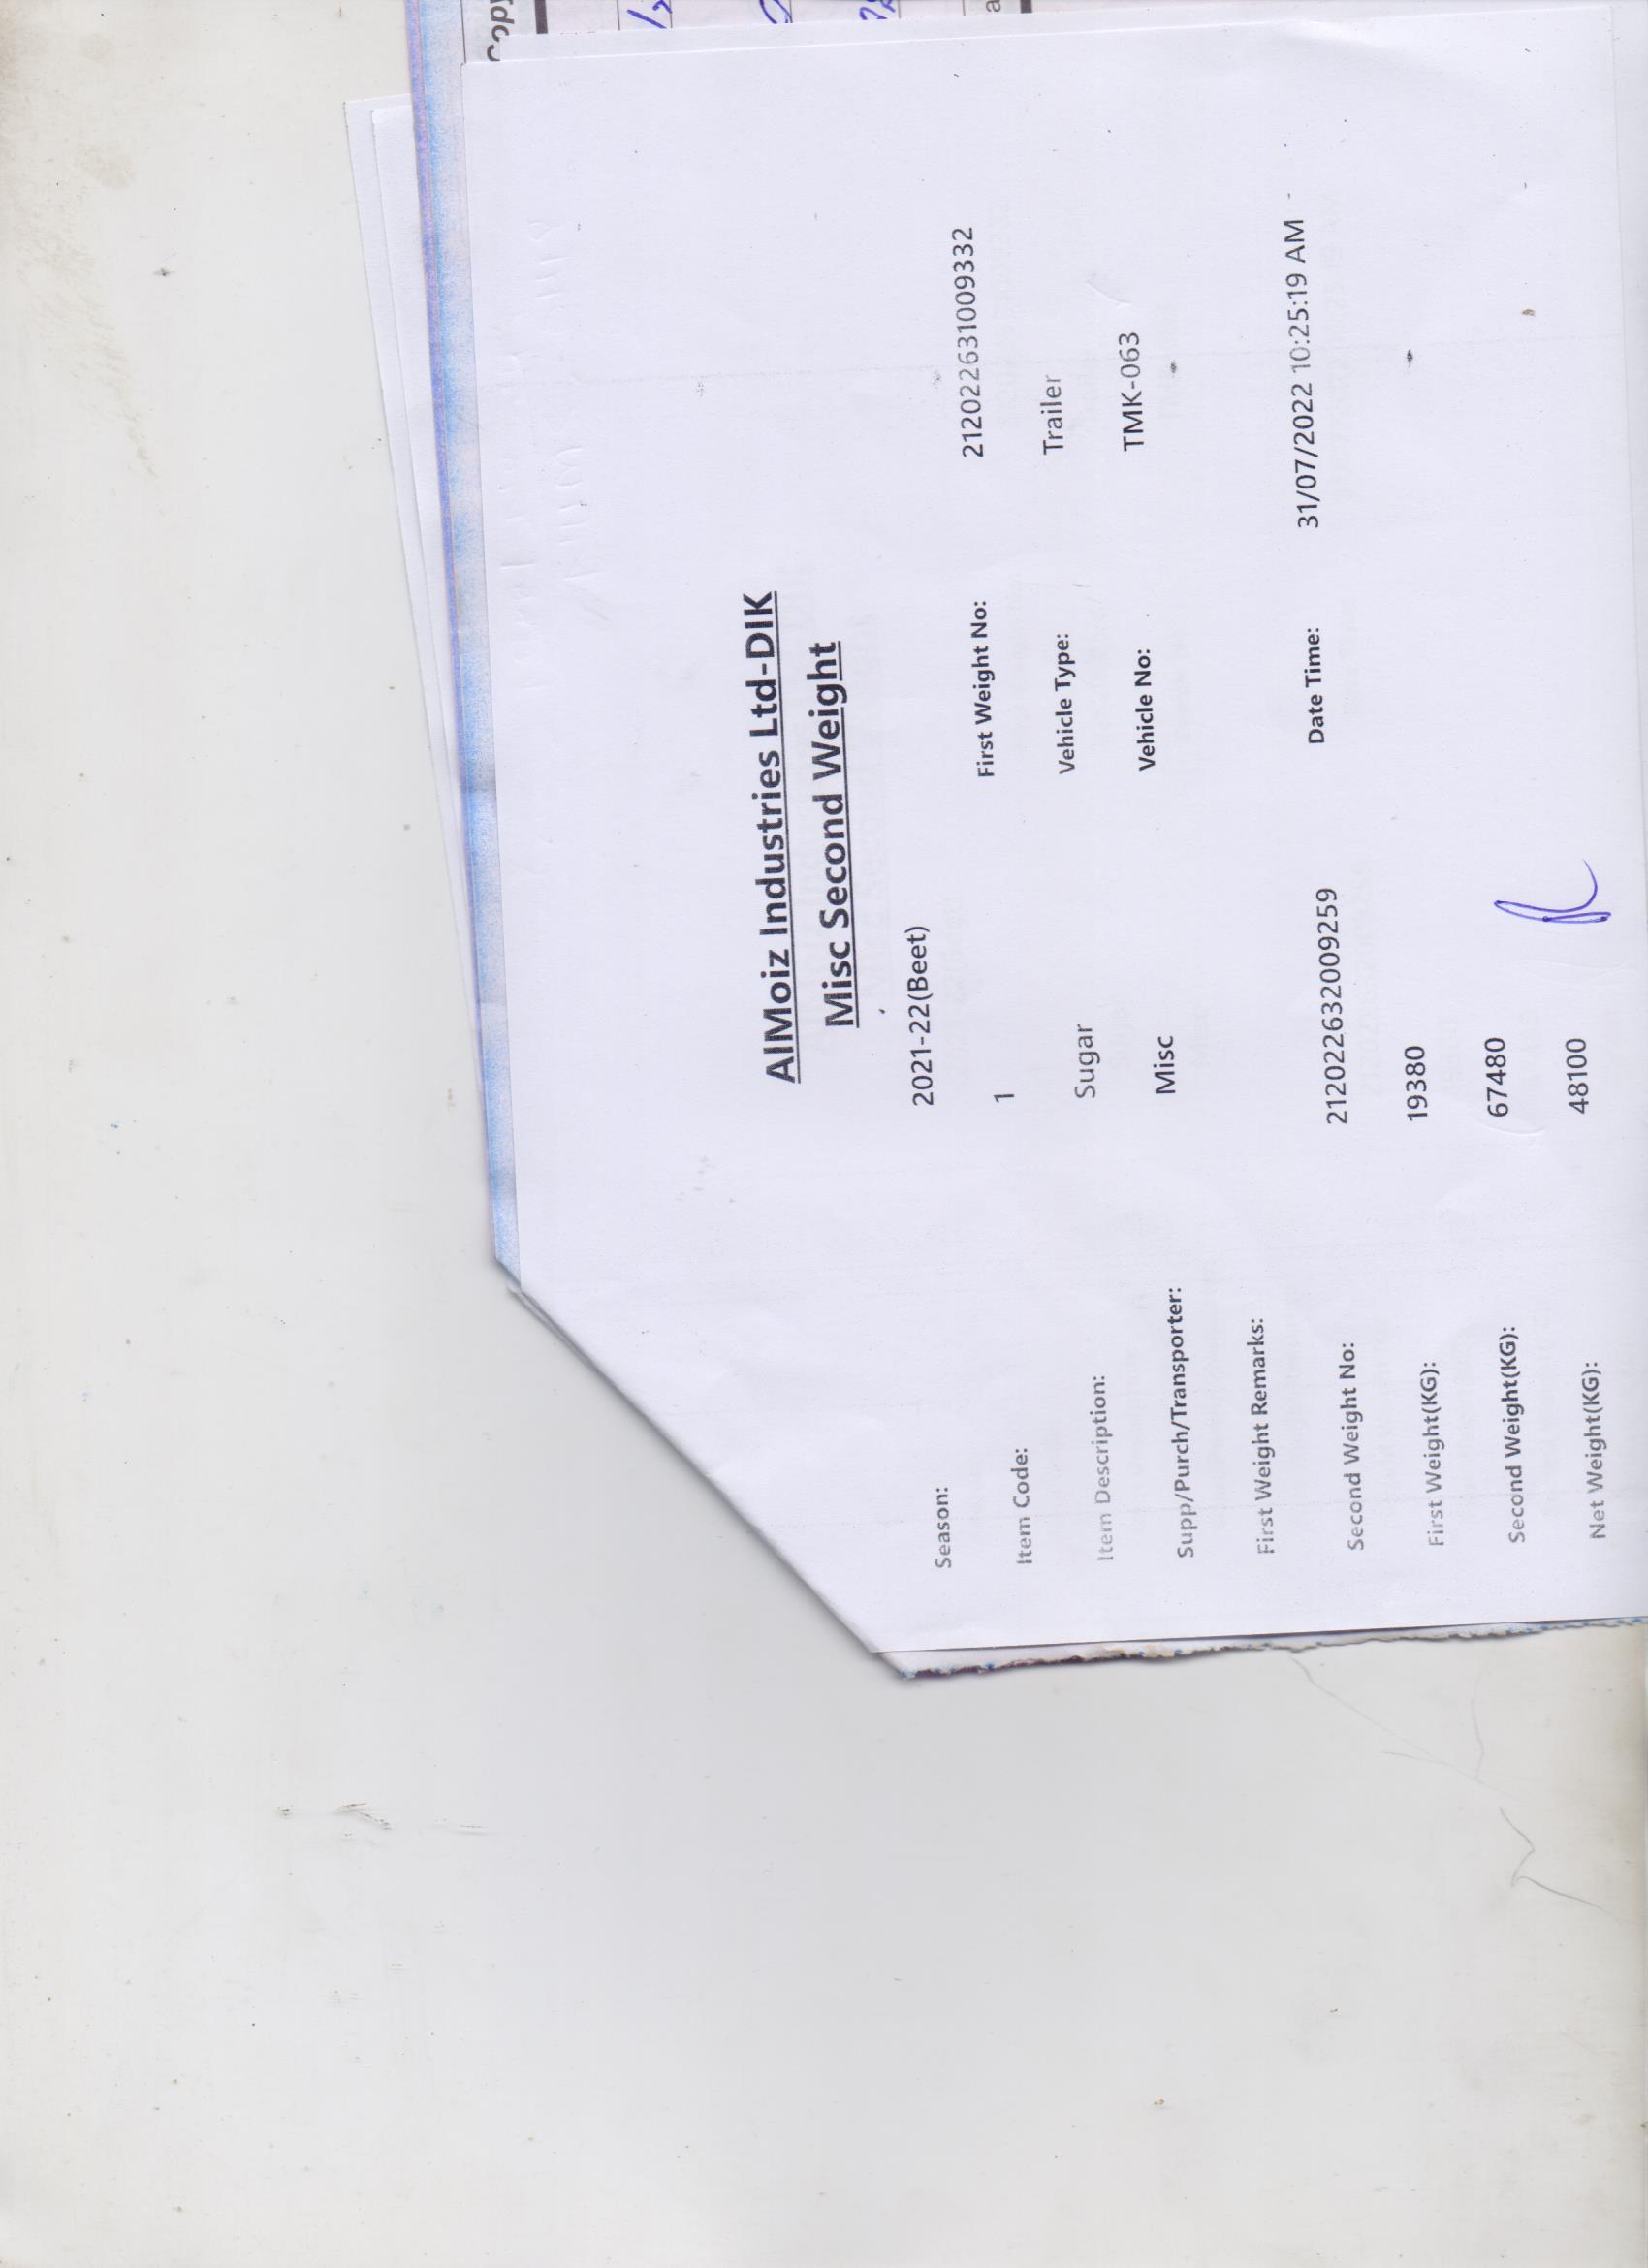 AlMoiz Industries Ltd-DIK
Misc Second Weight
Season: 2021-22(Beet)
Item Code: 1 First Weight No: 2120226310093​32
Item Description: Sugar Vehicle Type: Trailer
Supp/Purch/Transporter: Misc Vehicle No: TMK-063
First Weight Remarks:
Second Weight No: 212022632009259 Date Time: 31/07/2022 10:25:19 AM
First Weight(KG): 19380
Second Weight(KG): 67480
Net Weight(KG): 48100
Copy